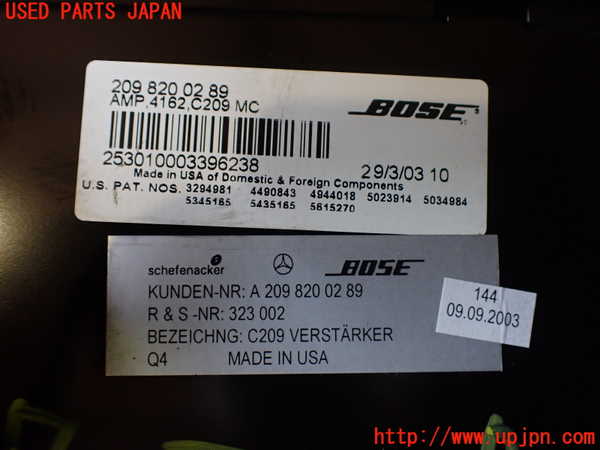 USED PARTS JAPAN
209 820 02 89
AMP,4162,C209 MC
BOSE
253010003396238
29/3/03 10
Made in USA of Domestic & Foreign Components
U.S. PAT. NOS. 3294981 4490843 4944018 5023914 5034984
5345165 5435165 5615270
schefenacker
BOSE
KUNDEN-NR: A 209 820 02 89
R & S -NR: 323 002
BEZEICHNG: C209 VERSTÄRKER
Q4 MADE IN USA
144
09.09.2003
http://www.upjpn.com/